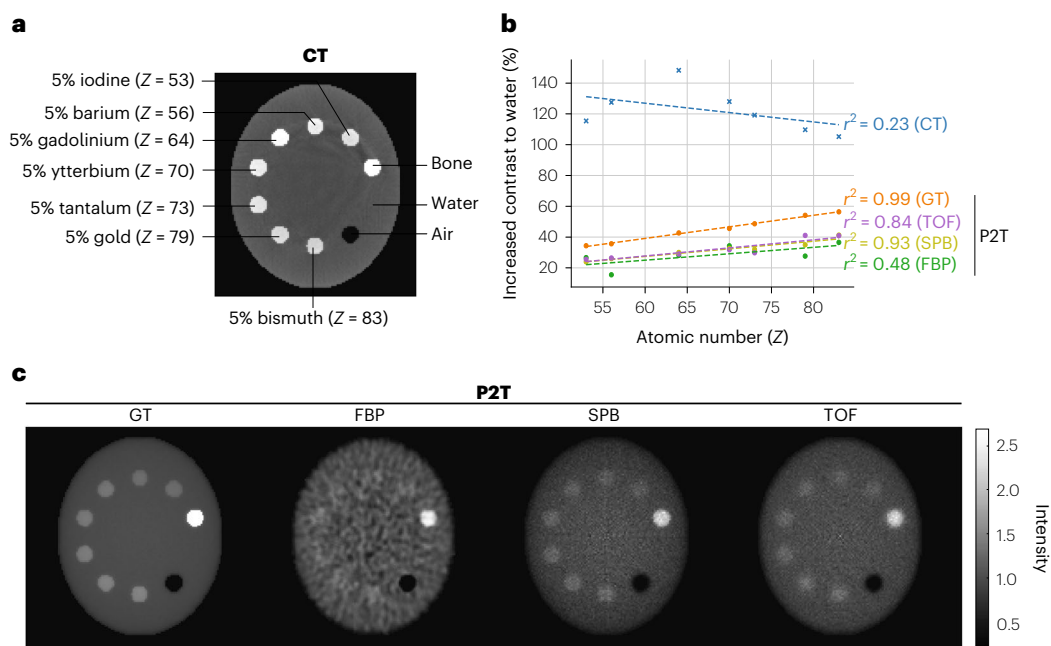 a
CT
5% iodine (Z = 53)
5% barium (Z = 56)
5% gadolinium (Z = 64)
5% ytterbium (Z = 70)
5% tantalum (Z = 73)
5% gold (Z = 79)
Bone
Water
Air
5% bismuth (Z = 83)
b
Increased contrast to water (%)
140
120
100
80
60
40
20
55
60
65
70
75
80
Atomic number (Z)
r² = 0.23 (CT)
r² = 0.99 (GT)
r² = 0.84 (TOF)
r² = 0.93 (SPB)
r² = 0.48 (FBP)
P2T
c
P2T
GT
FBP
SPB
TOF
2.5
2.0
1.5
1.0
0.5
Intensity